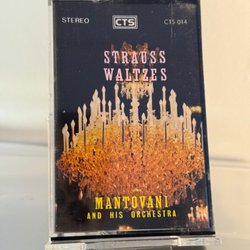 STEREO CTS CTS 014
STRAUSS
WALTZES
MANTOVANI
AND HIS ORCHESTRA